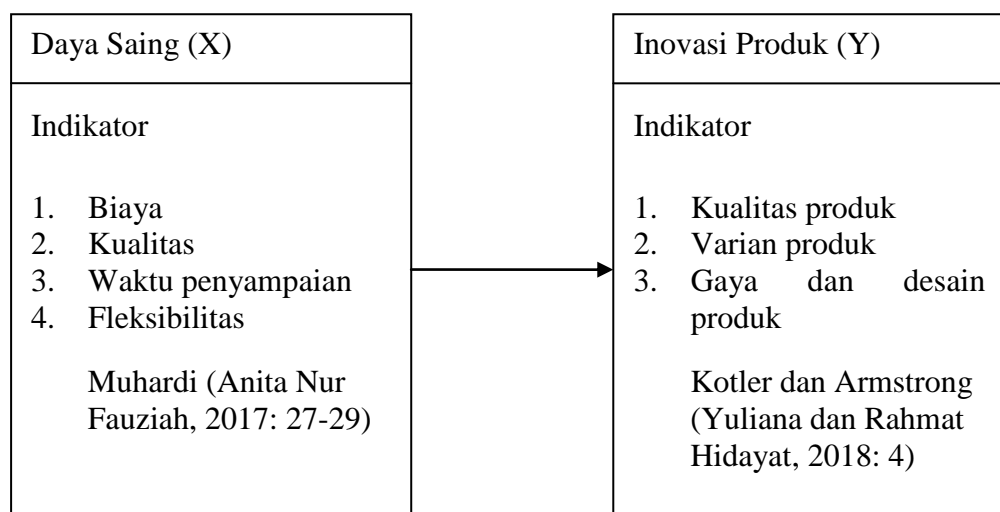 Daya Saing (X)
Indikator
1. Biaya
2. Kualitas
3. Waktu penyampaian
4. Fleksibilitas
Muhardi (Anita Nur
Fauziah, 2017: 27-29)
Inovasi Produk (Y)
Indikator
1. Kualitas produk
2. Varian produk
3. Gaya dan desain
produk
Kotler dan Armstrong
(Yuliana dan Rahmat
Hidayat, 2018: 4)